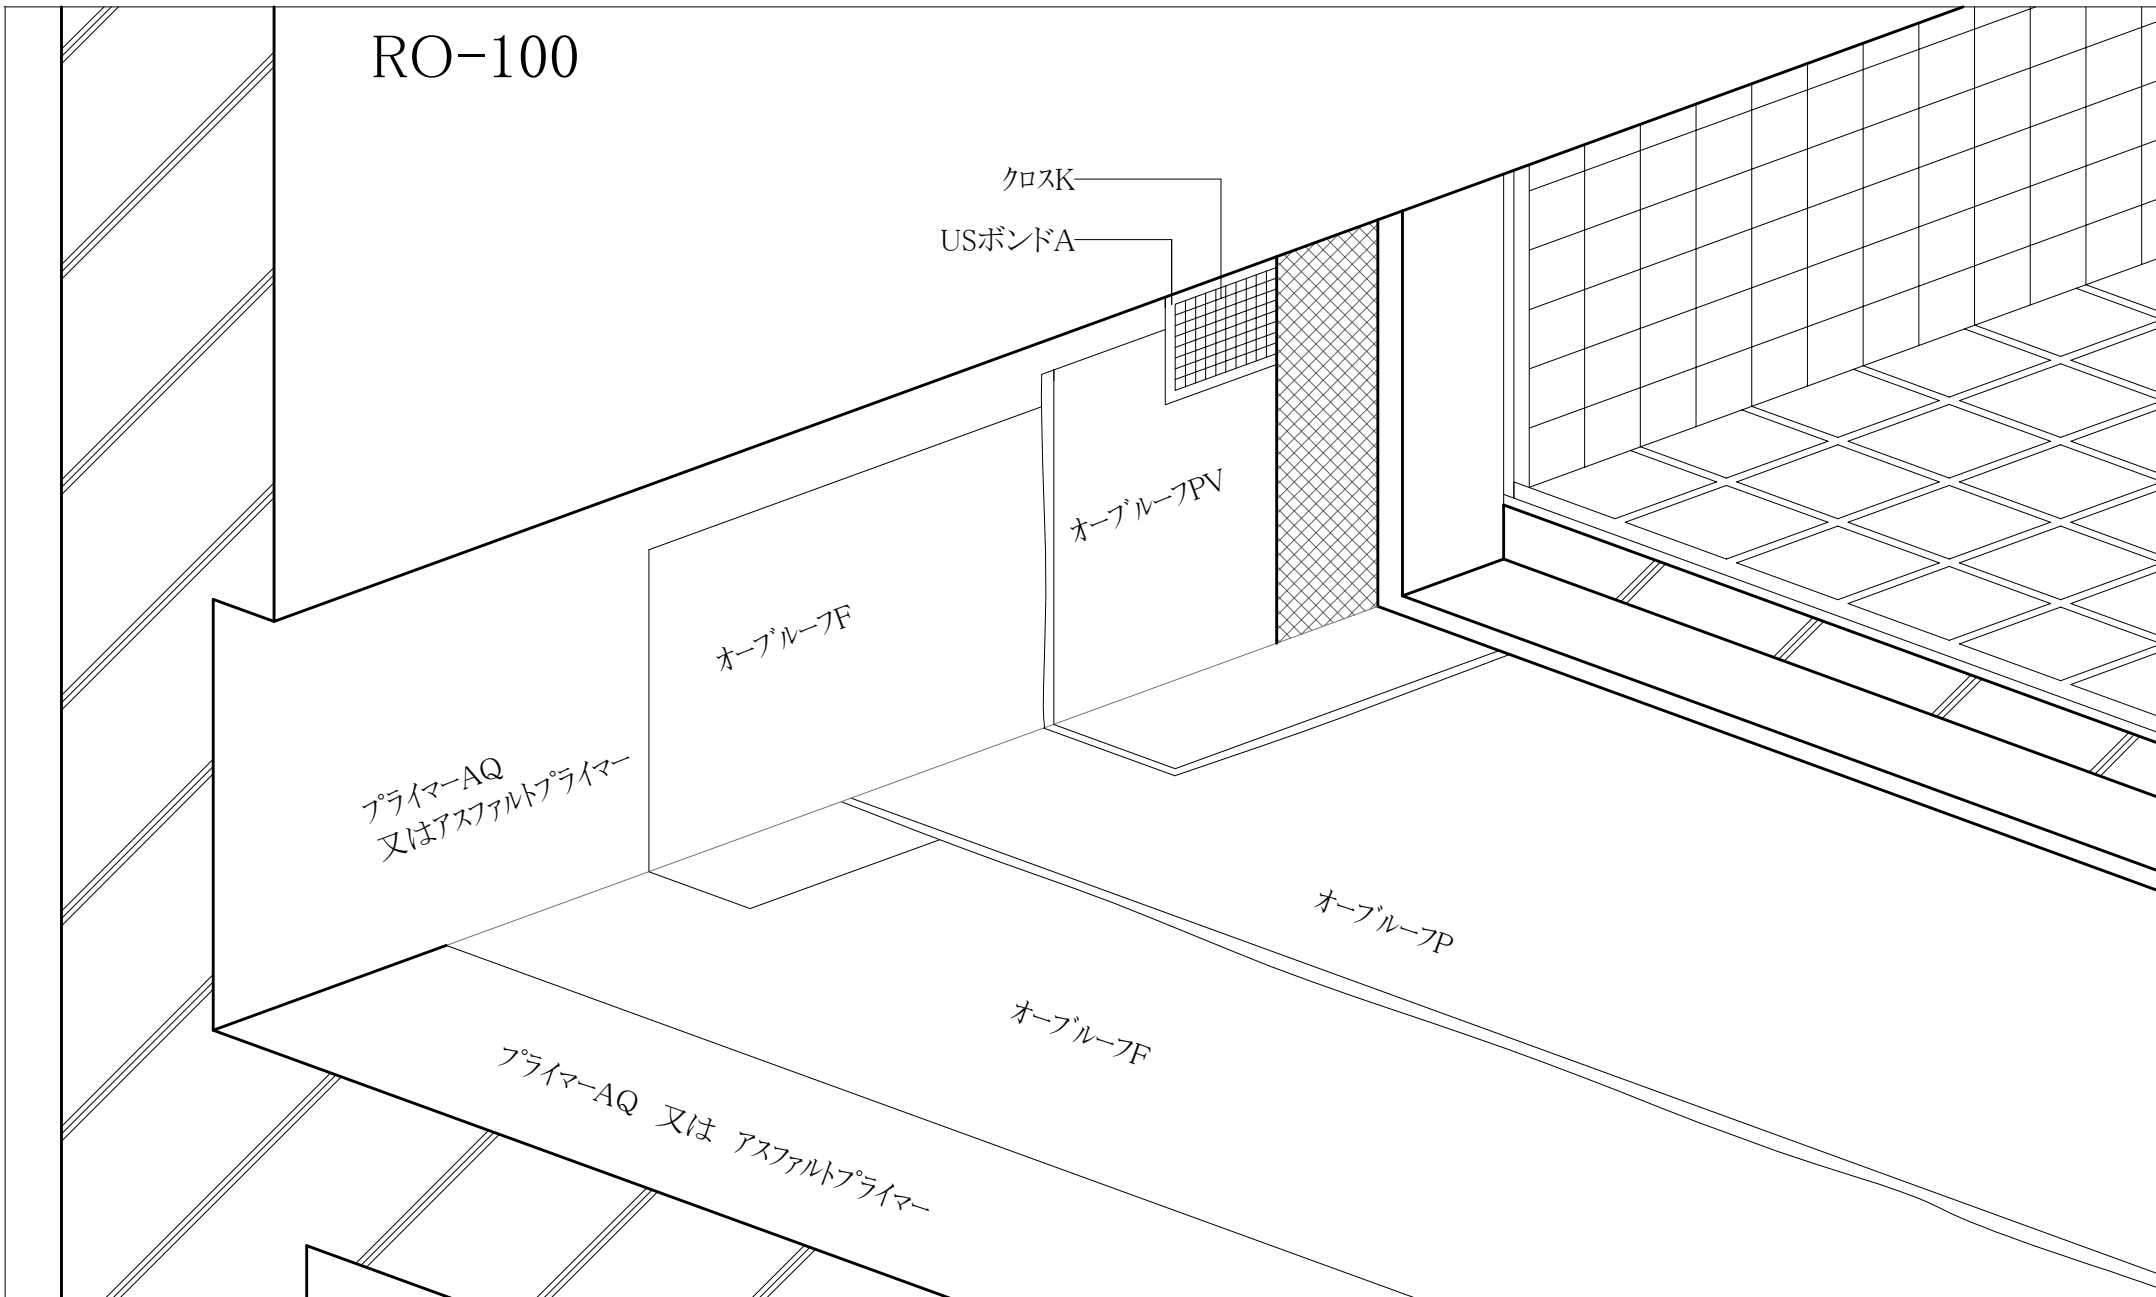 RO-100
クロスK
USボンドA
オーブルーフPV
オーブルーフF
プライマーAQ
又はアスファルトプライマー
オーブルーフP
オーブルーフF
プライマーAQ 又は アスファルトプライマー